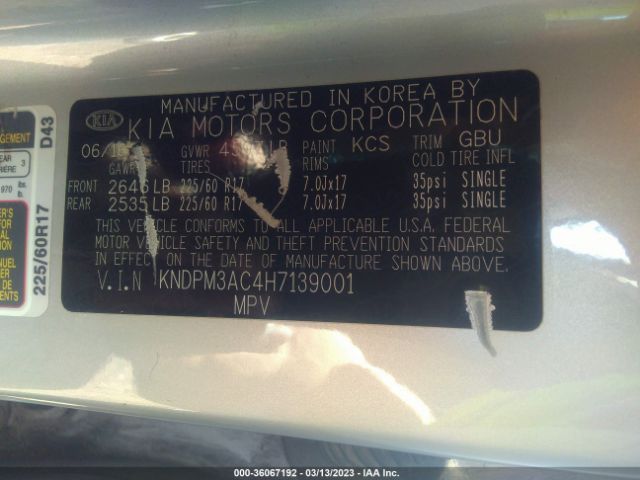 MANUFACTURED IN KOREA BY
KIA KIA MOTORS CORPORATION
GVWR LB PAINT KCS TRIM GBU
TIRES RIMS COLD TIRE INFL
FRONT 2646 LB 225/60 R17 7.0Jx17 35psi SINGLE
REAR 2535 LB 225/60 R17 7.0Jx17 35psi SINGLE
THIS VEHICLE CONFORMS TO ALL APPLICABLE U.S.A. FEDERAL
MOTOR VEHICLE SAFETY AND THEFT PREVENTION STANDARDS
IN EFFECT ON THE DATE OF MANUFACTURE SHOWN ABOVE.
V.I.N KNDPM3AC4H7139001
MPV
225/60R17 D43
000-36067192 - 03/13/2023 - IAA Inc.